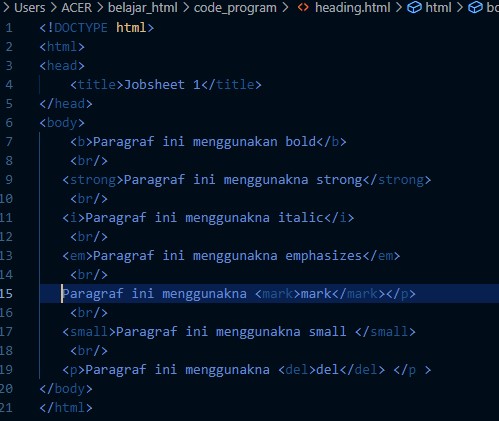 > Users > ACER > belajar_html > code_program > <> heading.html > html > bo
1 <!DOCTYPE html>
2 <html>
3 <head>
4 <title>Jobsheet 1</title>
5 </head>
6 <body>
7 <b>Paragraf ini menggunakan bold</b>
8 <br/>
9 <strong>Paragraf ini menggunakna strong</strong>
10 <br/>
11 <i>Paragraf ini menggunakna italic</i>
12 <br/>
13 <em>Paragraf ini menggunakna emphasizes</em>
14 <br/>
15 Paragraf ini menggunakna <mark>mark</mark></p>
16 <br/>
17 <small>Paragraf ini menggunakna small </small>
18 <br/>
19 <p>Paragraf ini menggunakna <del>del</del> </p >
20 </body>
21 </html>